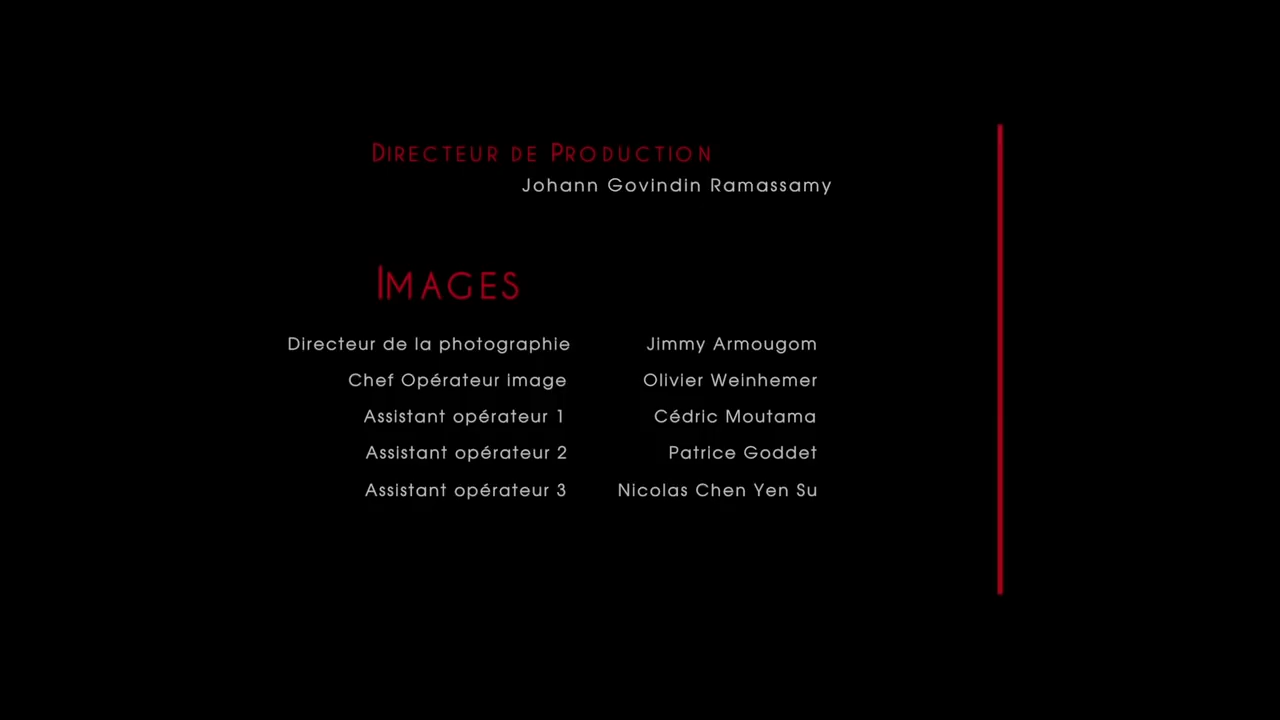 Directeur de Production
Johann Govindin Ramassamy
Images
Directeur de la photographie Jimmy Armougom
Chef Opérateur image Olivier Weinhemer
Assistant opérateur 1 Cédric Moutama
Assistant opérateur 2 Patrice Goddet
Assistant opérateur 3 Nicolas Chen Yen Su